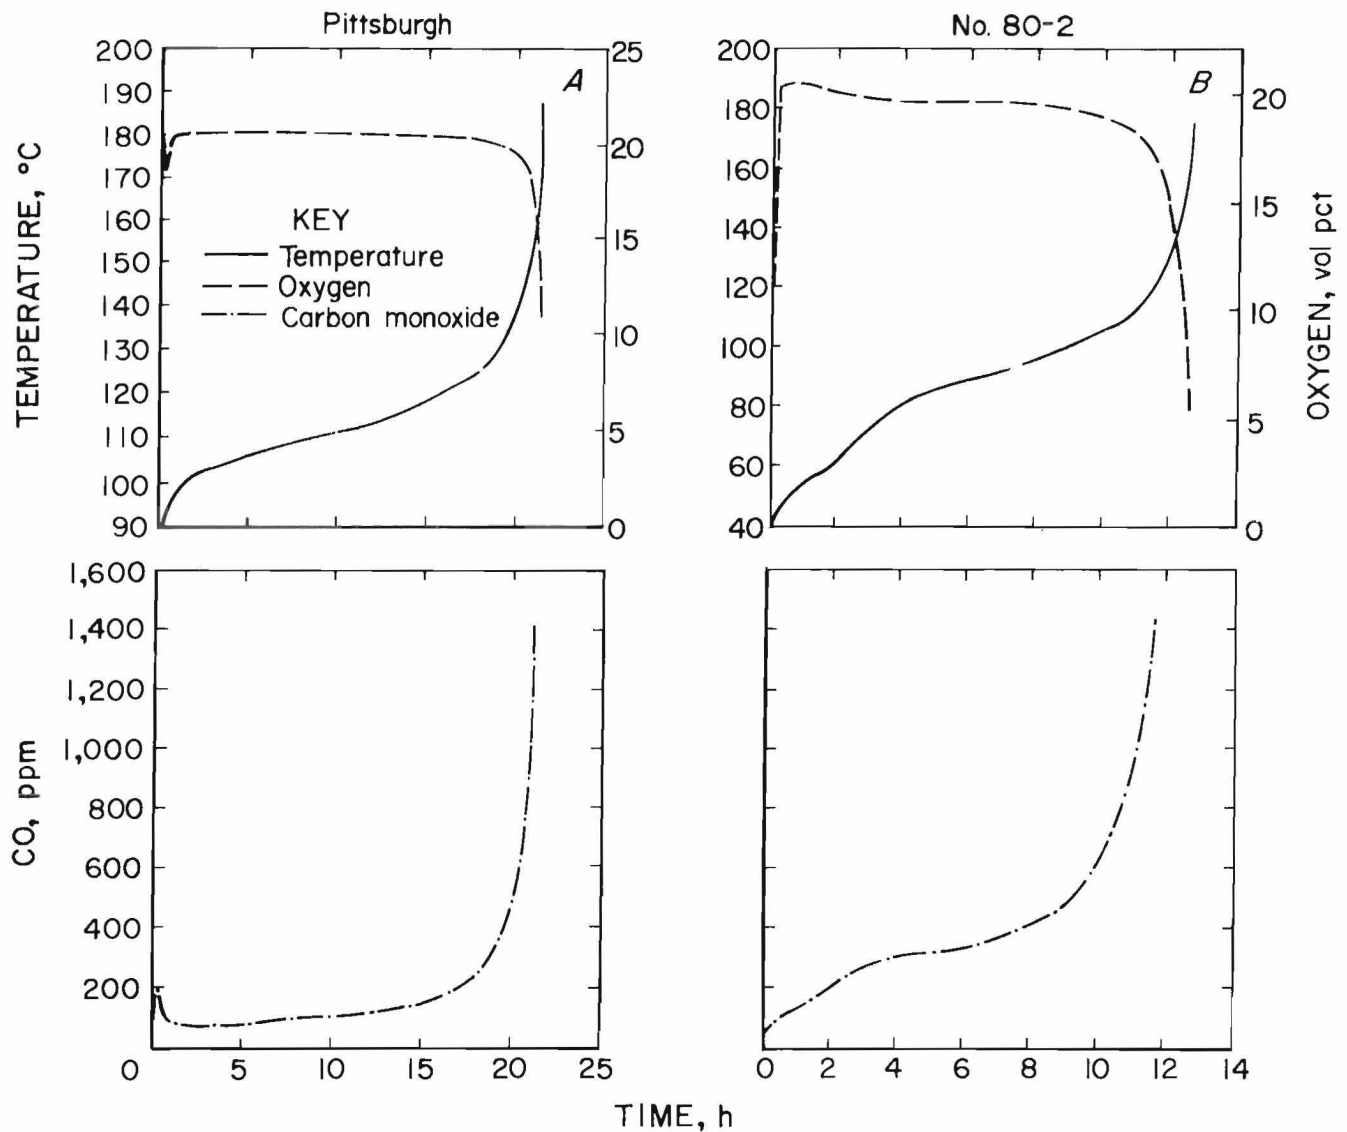 Pittsburgh
No. 80-2
200
190
180
170
160
150
140
130
120
110
100
90
TEMPERATURE, °C
25
20
15
10
5
0
A
KEY
Temperature
Oxygen
Carbon monoxide
200
180
160
140
120
100
80
60
40
B
20
15
10
5
0
OXYGEN, vol pct
1,600
1,400
1,200
1,000
800
600
400
200
CO, ppm
0 5 10 15 20 25
0 2 4 6 8 10 12 14
TIME, h